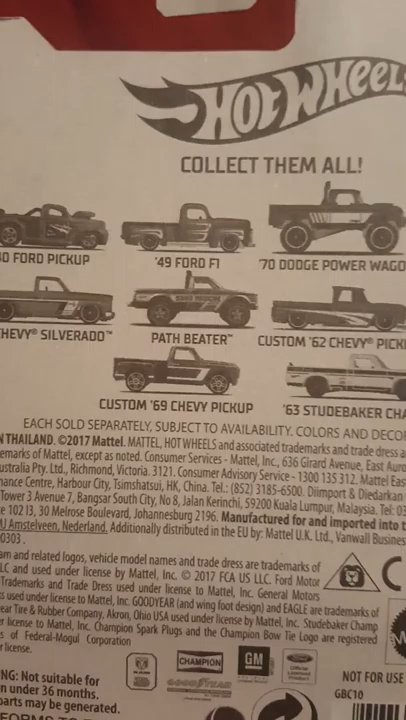 HOT WHEEL
COLLECT THEM ALL!
40 FORD PICKUP
'49 FORD F1
'70 DODGE POWER WAGO
CHEVY® SILVERADO™
PATH BEATER™
CUSTOM '62 CHEVY® PICK
CUSTOM '69 CHEVY PICKUP
'63 STUDEBAKER CHA
EACH SOLD SEPARATELY, SUBJECT TO AVAILABILITY. COLORS AND DECOR
N THAILAND. ©2017 Mattel. MATTEL, HOT WHEELS and associated trademarks and trade dress a
emarks of Mattel, except as noted. Consumer Services - Mattel, Inc., 636 Girard Avenue, East Auro
ustralia Pty. Ltd., Richmond, Victoria. 3121. Consumer Advisory Service - 1300 135 312. Mattel Eas
nance Centre, Harbour City, Tsimshatsui, HK, China. Tel.: (852) 3185-6500. Diimport & Diedarkan
Tower 3 Avenue 7, Bangsar South City, No 8, Jalan Kerinchi, 59200 Kuala Lumpur, Malaysia. Tel: 03
e 102 I3, 30 Melrose Boulevard, Johannesburg 2196. Manufactured for and imported into t
U Amstelveen, Nederland. Additionally distributed in the EU by: Mattel U.K. Ltd., Vanwall Busines
0303.
am and related logos, vehicle model names and trade dress are trademarks of
LC and used under license by Mattel, Inc. © 2017 FCA US LLC. Ford Motor
Trademarks and Trade Dress used under license to Mattel, Inc. General Motors
s used under license to Mattel, Inc. GOODYEAR (and wing foot design) and EAGLE are trademarks of
ear Tire & Rubber Company, Akron, Ohio USA used under license by Mattel, Inc. Studebaker Champ
r license to Mattel, Inc. Champion Spark Plugs and the Champion Bow Tie Logo are registered
s of Federal-Mogul Corporation
r license.
CHAMPION
GM
Ford
GOODYEAR
NG: Not suitable for
n under 36 months.
parts may be generated.
NOT FOR USE
GBC10